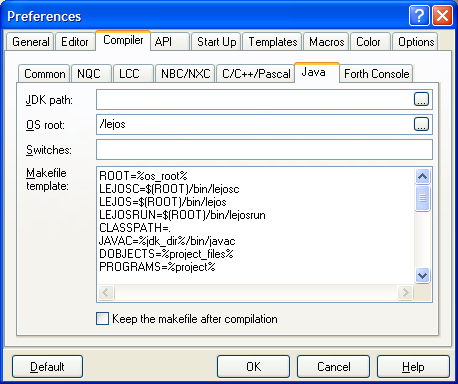 Preferences
General Editor Compiler API Start Up Templates Macros Color Options
Common NQC LCC NBC/NXC C/C++/Pascal Java Forth Console
JDK path: ...
OS root: /lejos ...
Switches:
Makefile
template:
ROOT=%os_root%
LEJOSC=$(ROOT)/bin/lejosc
LEJOS=$(ROOT)/bin/lejos
LEJOSRUN=$(ROOT)/bin/lejosrun
CLASSPATH=.
JAVAC=%jdk_dir%/bin/javac
DOBJECTS=%project_files%
PROGRAMS=%project%
Keep the makefile after compilation
Default OK Cancel Help